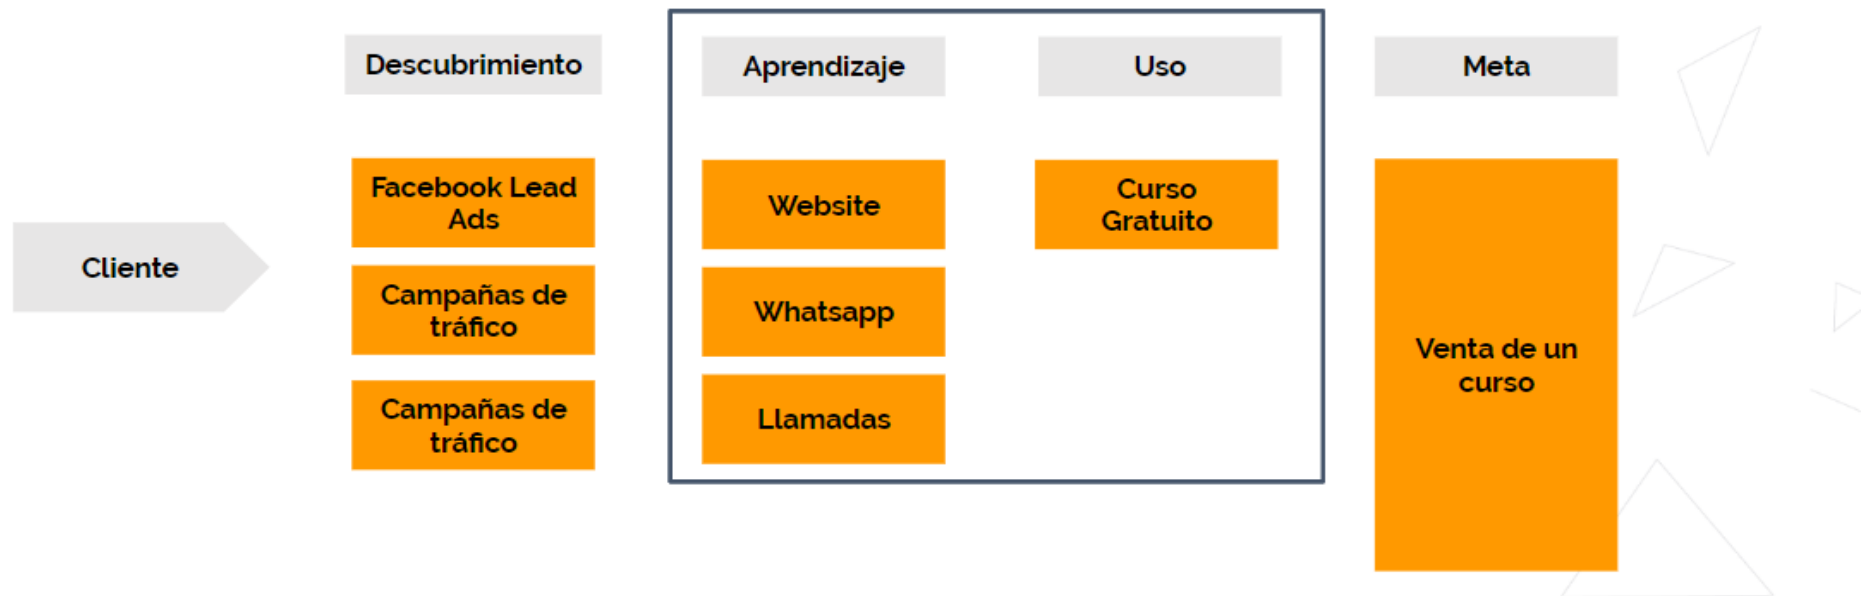 Descubrimiento
Aprendizaje
Uso
Meta
Cliente
Facebook Lead
Ads
Campañas de
tráfico
Campañas de
tráfico
Website
Whatsapp
Llamadas
Curso
Gratuito
Venta de un
curso